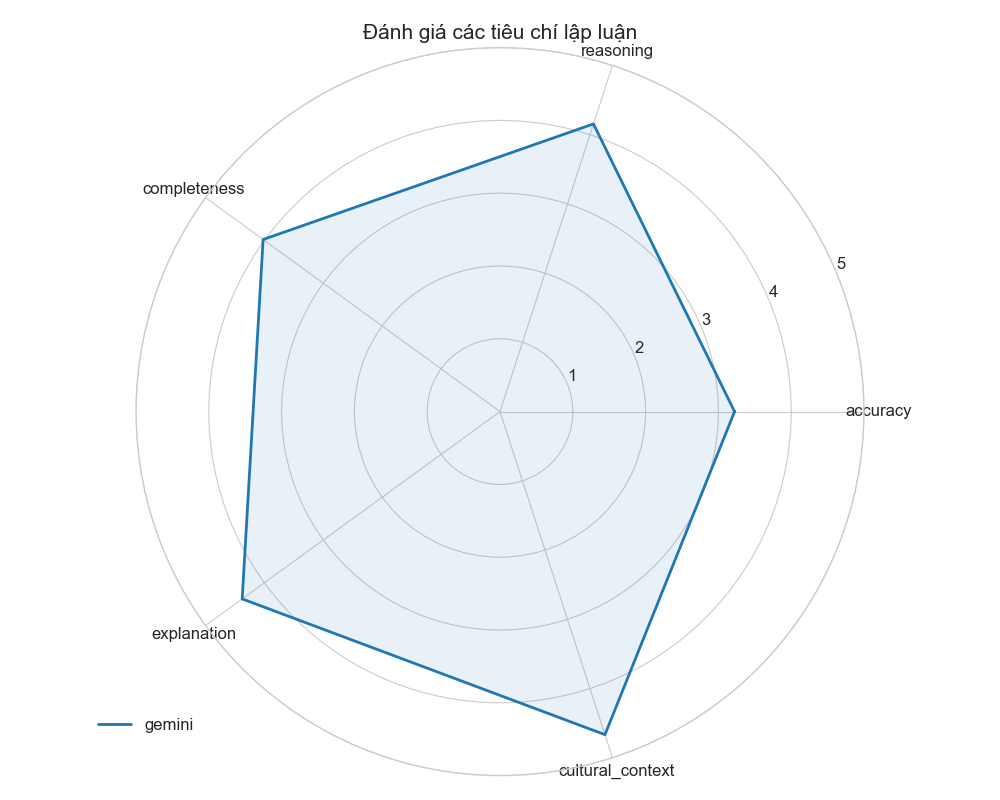 Đánh giá các tiêu chí lập luận
reasoning
completeness
5
4
3
2
1
accuracy
explanation
gemini
cultural_context